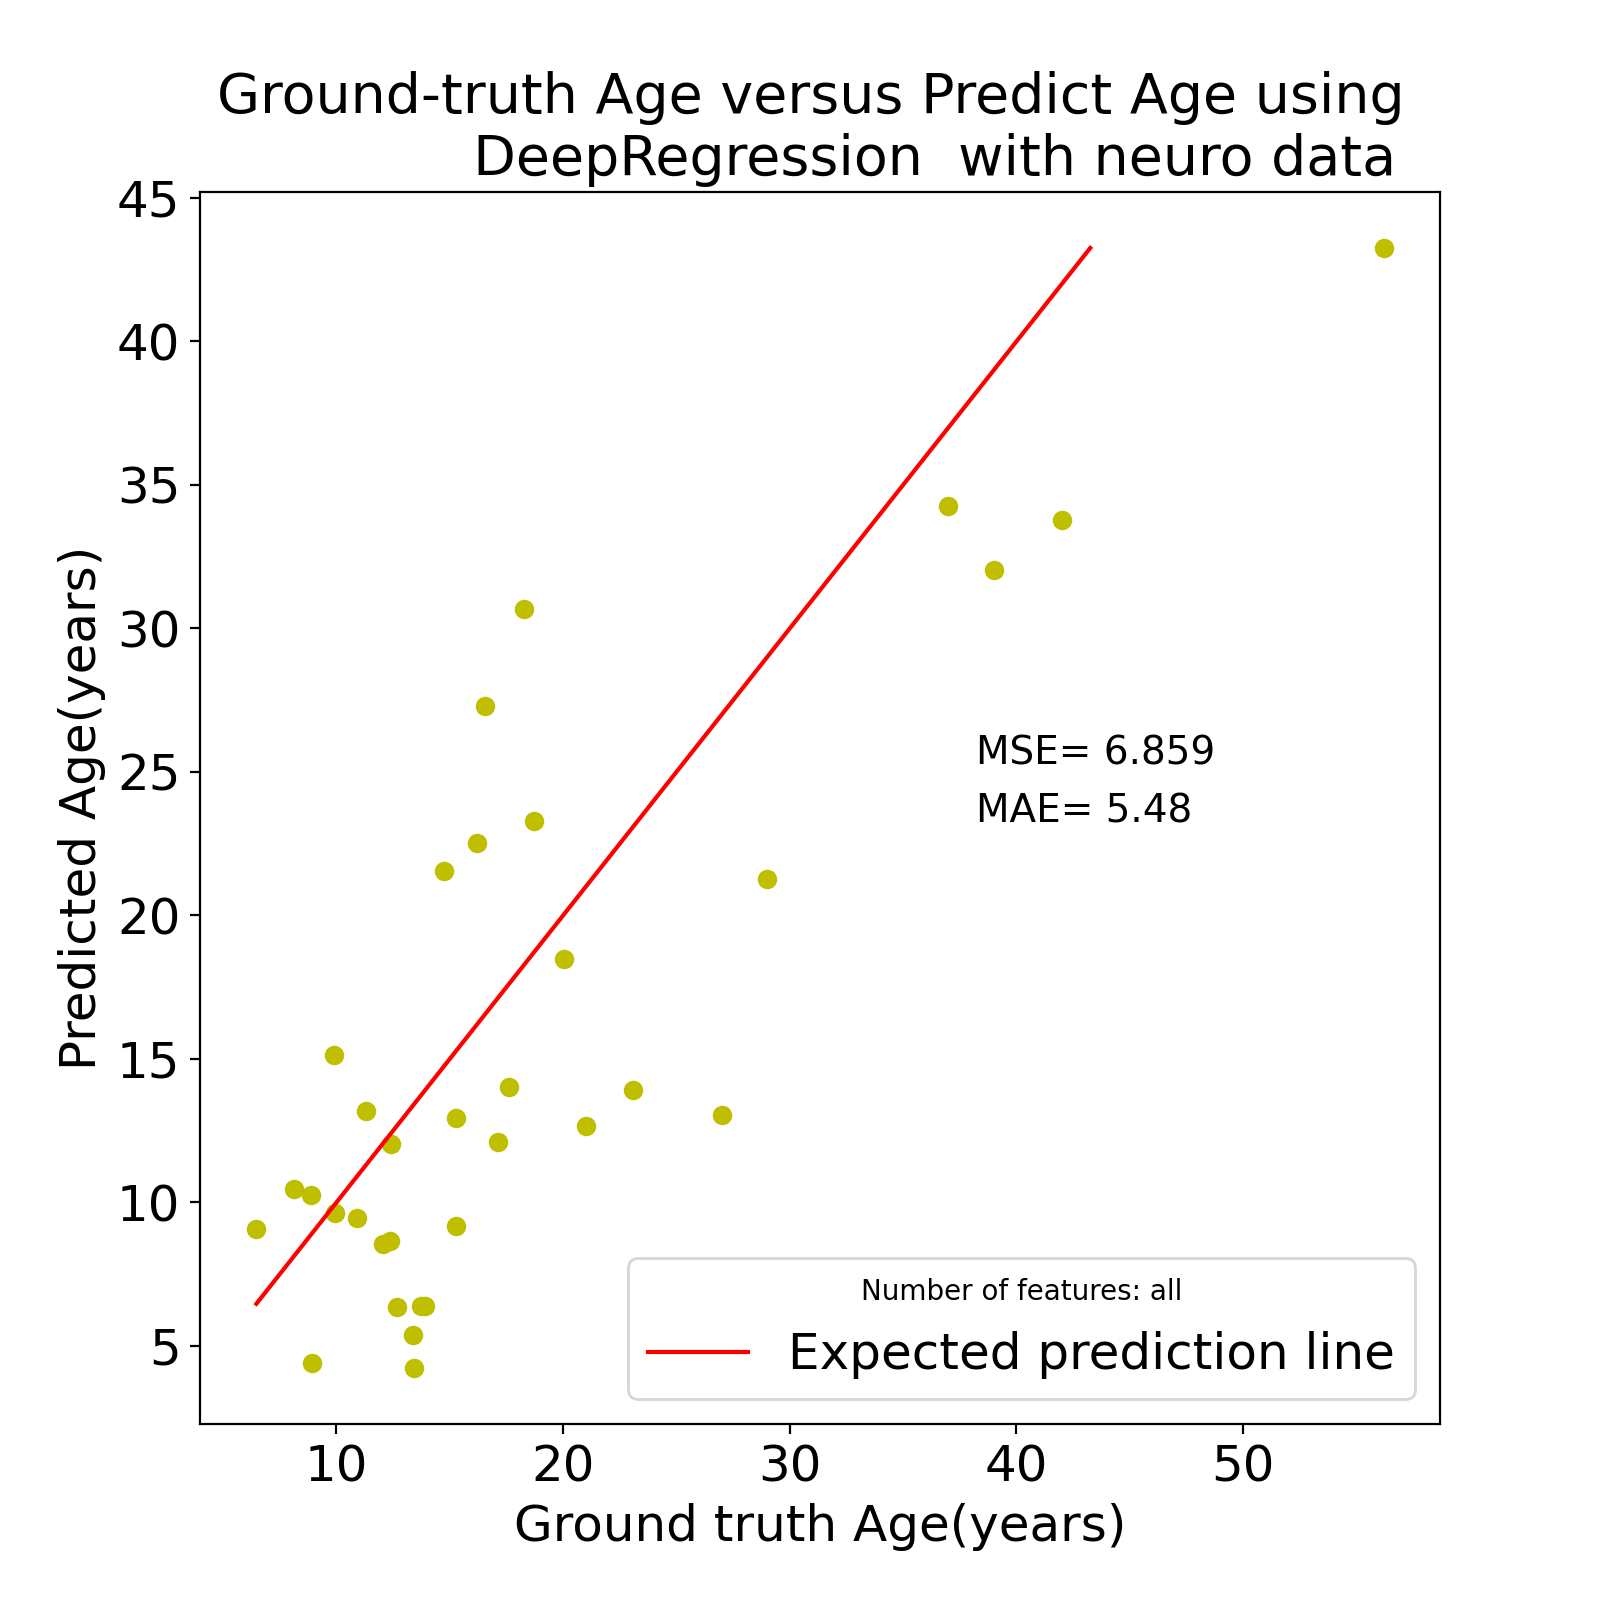 Ground-truth Age versus Predict Age using
DeepRegression  with neuro data
45
40
35
30
25
20
15
10
5
Predicted Age(years)
MSE= 6.859
MAE= 5.48
Number of features: all
Expected prediction line
10 20 30 40 50
Ground truth Age(years)